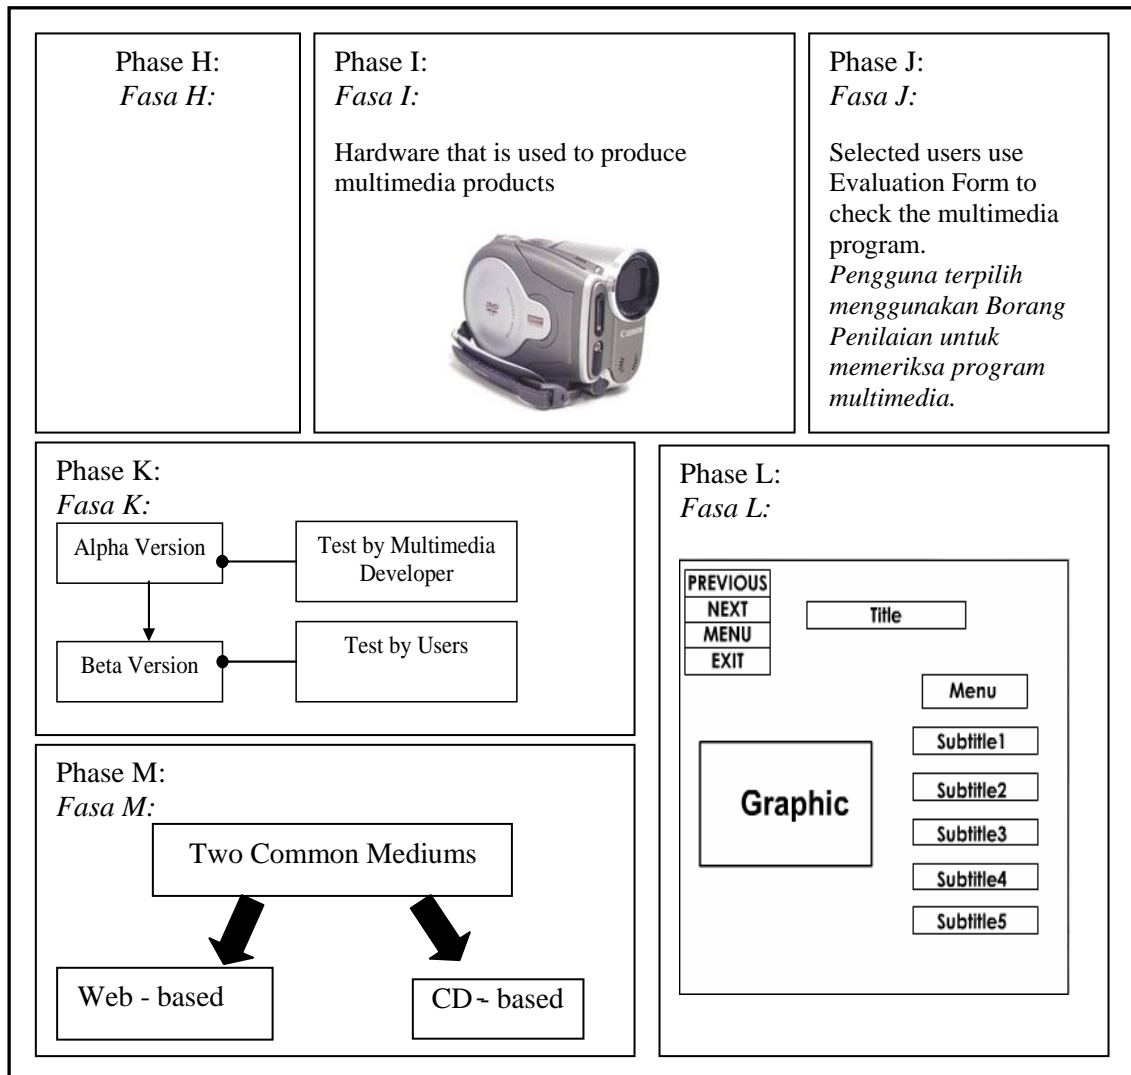 Phase H:
Fasa H:
Phase I:
Fasa I:
Hardware that is used to produce
multimedia products
Canon
Phase J:
Fasa J:
Selected users use
Evaluation Form to
check the multimedia
program.
Pengguna terpilih
menggunakan Borang
Penilaian untuk
memeriksa program
multimedia.
Phase K:
Fasa K:
Alpha Version
Test by Multimedia
Developer
Beta Version
Test by Users
Phase L:
Fasa L:
PREVIOUS
NEXT
MENU
EXIT
Title
Menu
Subtitle1
Subtitle2
Subtitle3
Subtitle4
Subtitle5
Graphic
Phase M:
Fasa M:
Two Common Mediums
Web - based
CD - based